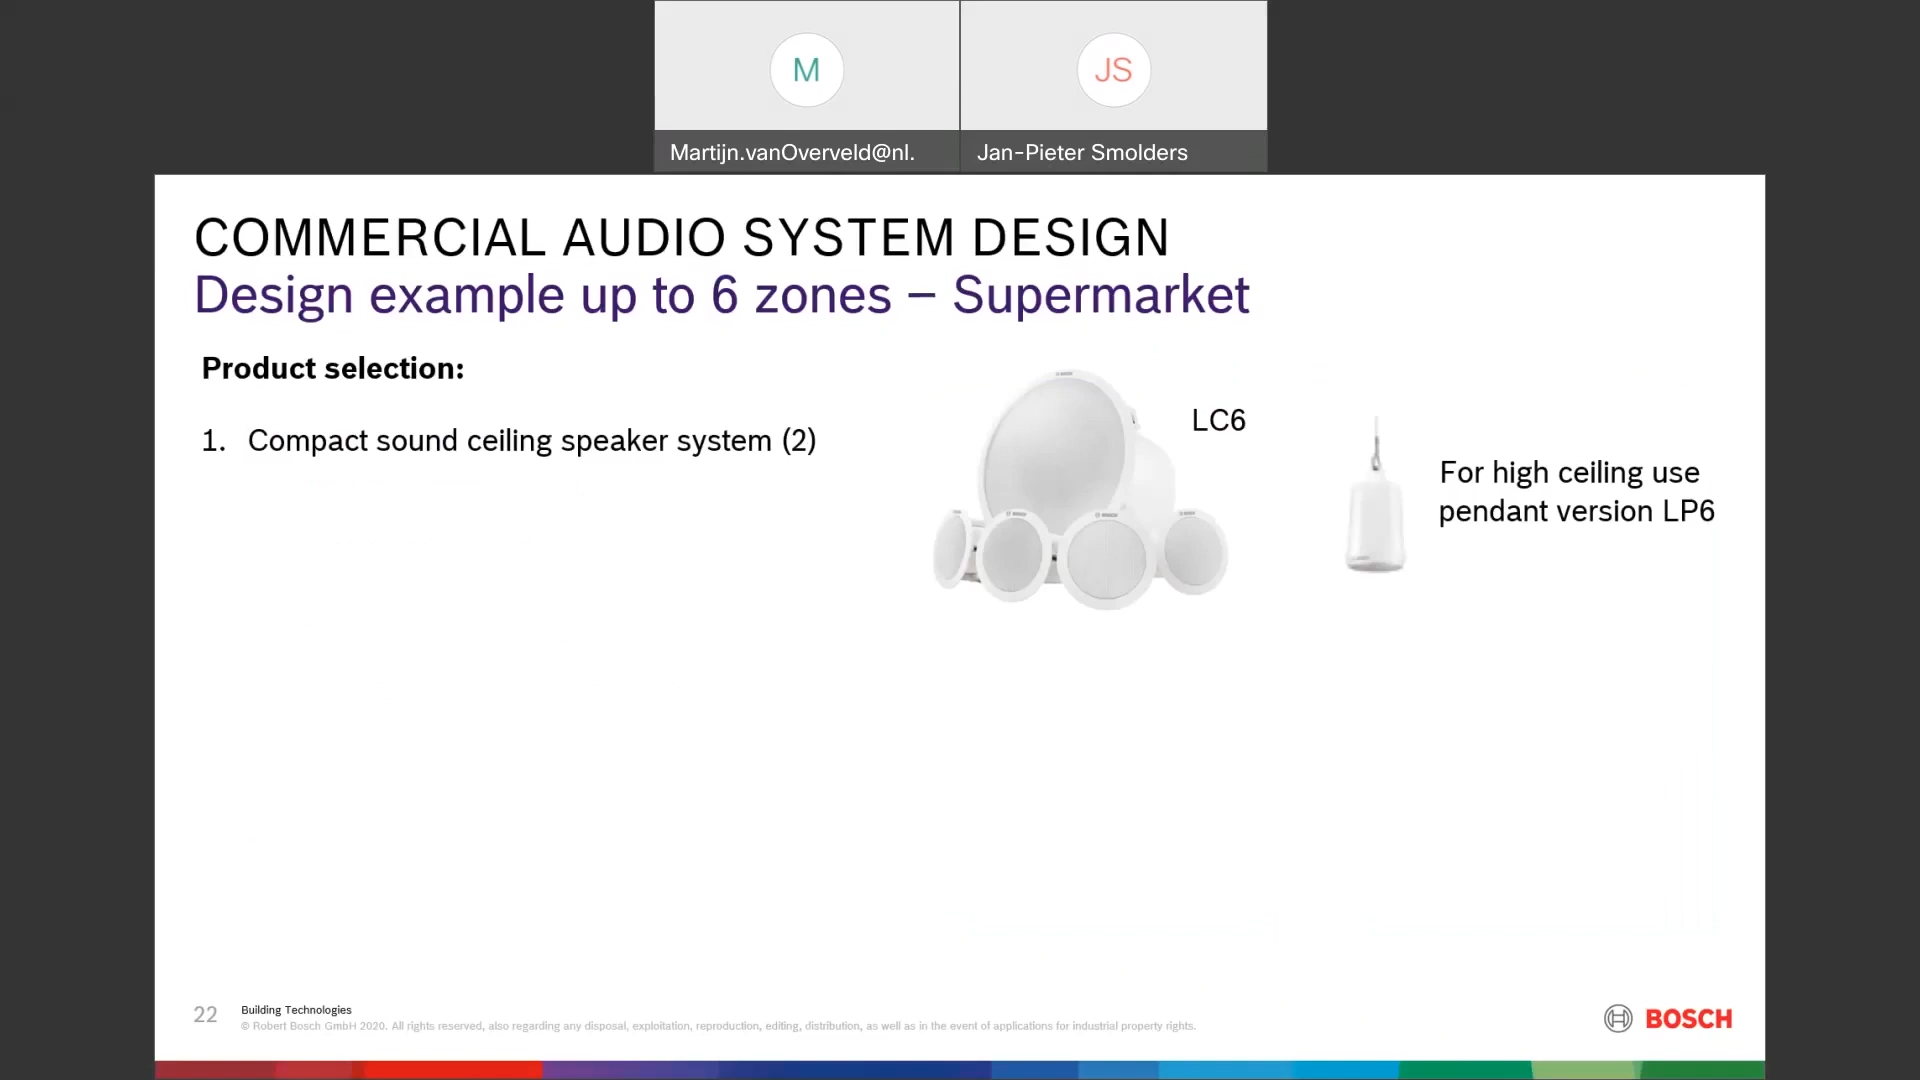 M
JS
Martijn.vanOverveld@nl.
Jan-Pieter Smolders
COMMERCIAL AUDIO SYSTEM DESIGN
Design example up to 6 zones – Supermarket
Product selection:
1. Compact sound ceiling speaker system (2)
LC6
For high ceiling use
pendant version LP6
22
Building Technologies
© Robert Bosch GmbH 2020. All rights reserved, also regarding any disposal, exploitation, reproduction, editing, distribution, as well as in the event of applications for industrial property rights.
BOSCH